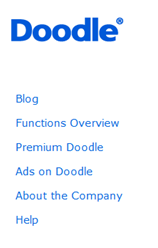 Doodle®
Blog
Functions Overview
Premium Doodle
Ads on Doodle
About the Company
Help